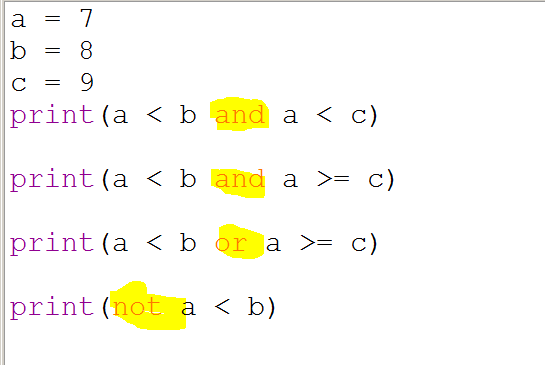 a = 7
b = 8
c = 9
print(a < b and a < c)
print(a < b and a >= c)
print(a < b or a >= c)
print(not a < b)